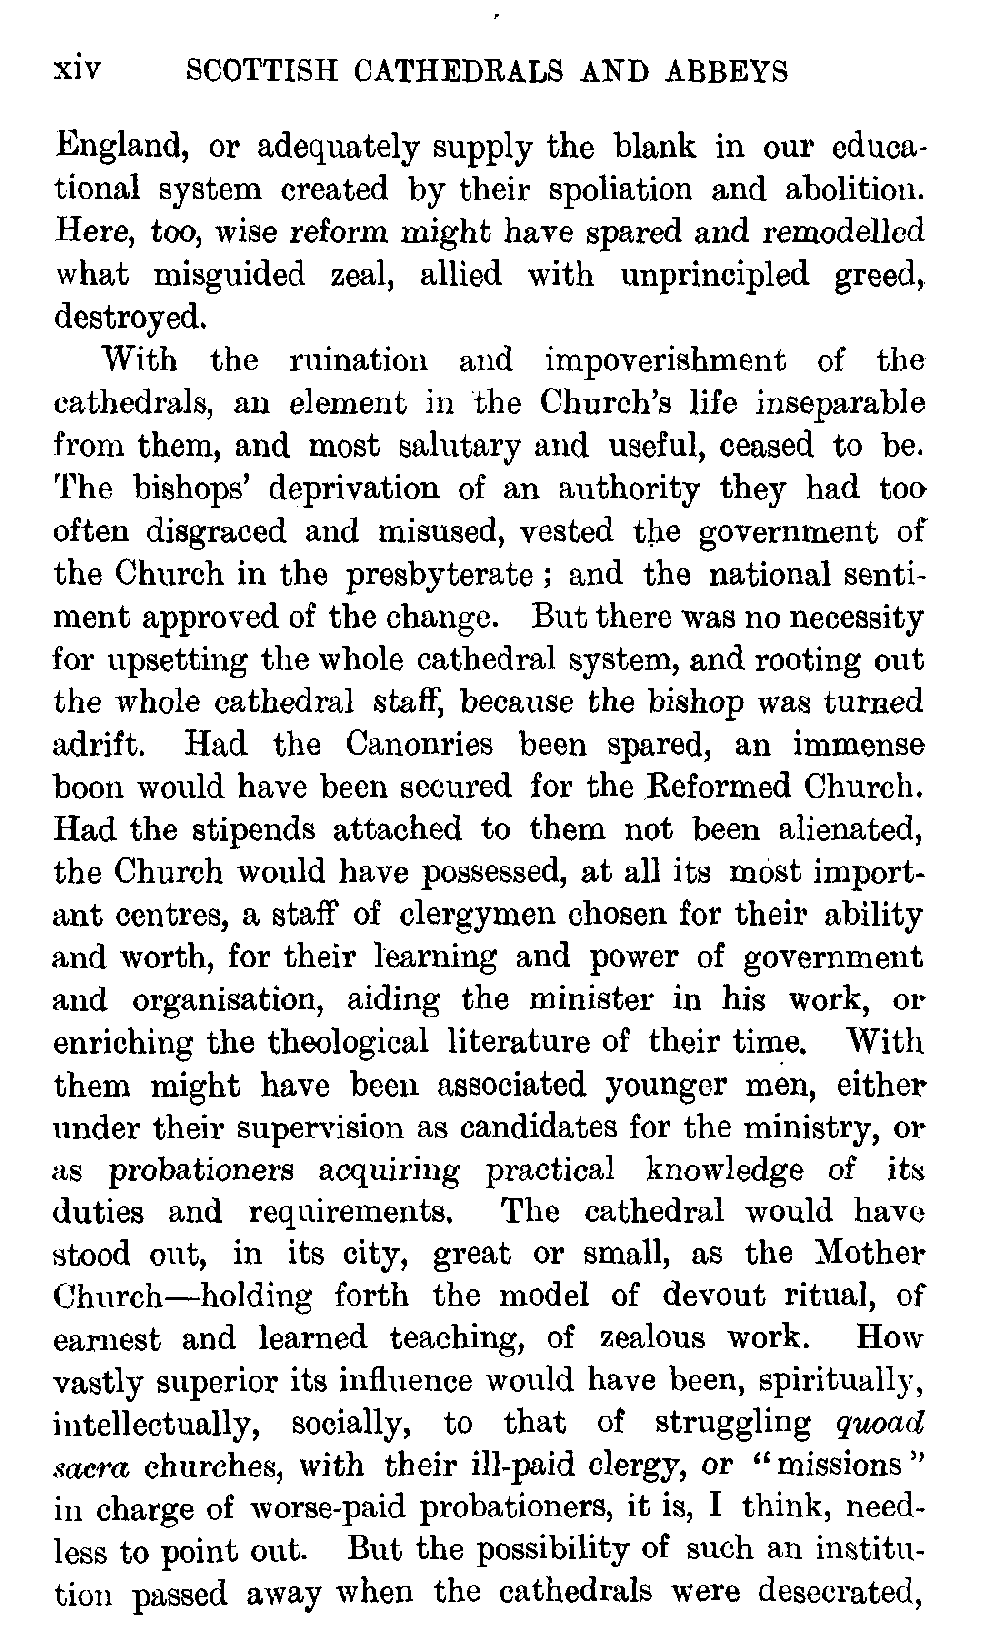 xiv SCOTTISH CATHEDRALS AND ABBEYS
England, or adequately supply the blank in our educa-
tional system created by their spoliation and abolition.
Here, too, wise reform might have spared and remodelled
what misguided zeal, allied with unprincipled greed,
destroyed.
With the ruination and impoverishment of the
cathedrals, an element in the Church's life inseparable
from them, and most salutary and useful, ceased to be.
The bishops' deprivation of an authority they had too
often disgraced and misused, vested the government of
the Church in the presbyterate ; and the national senti-
ment approved of the change. But there was no necessity
for upsetting the whole cathedral system, and rooting out
the whole cathedral staff, because the bishop was turned
adrift. Had the Canonries been spared, an immense
boon would have been secured for the Reformed Church.
Had the stipends attached to them not been alienated,
the Church would have possessed, at all its most import-
ant centres, a staff of clergymen chosen for their ability
and worth, for their learning and power of government
and organisation, aiding the minister in his work, or
enriching the theological literature of their time. With
them might have been associated younger men, either
under their supervision as candidates for the ministry, or
as probationers acquiring practical knowledge of its
duties and requirements. The cathedral would have
stood out, in its city, great or small, as the Mother
Church—holding forth the model of devout ritual, of
earnest and learned teaching, of zealous work. How
vastly superior its influence would have been, spiritually,
intellectually, socially, to that of struggling quoad
sacra churches, with their ill-paid clergy, or "missions"
in charge of worse-paid probationers, it is, I think, need-
less to point out. But the possibility of such an institu-
tion passed away when the cathedrals were desecrated,